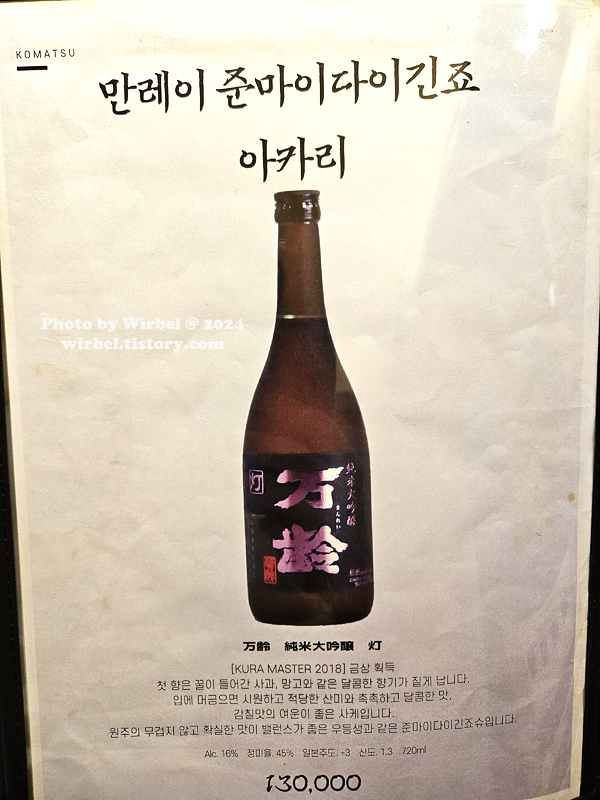 KOMATSU
만레이 준마이다이긴죠
아카리
Photo by Wirbel @ 2024
wirbel.tistory.com
灯
万齢
純米大吟醸
まんれい
万齢 純米大吟醸 灯
[KURA MASTER 2018] 금상 획득
첫 향은 꿀이 들어간 사과, 망고와 같은 달콤한 향기가 짙게 납니다.
입에 머금으면 시원하고 적당한 산미와 촉촉하고 달콤한 맛,
감칠맛의 여운이 좋은 사케입니다.
원주의 무겁지 않고 확실한 맛이 밸런스가 좋은 우등생과 같은 준마이다이긴죠슈입니다.
Alc. 16% 정미율. 45% 일본주도. +3 산도. 1.3 720ml
130,000